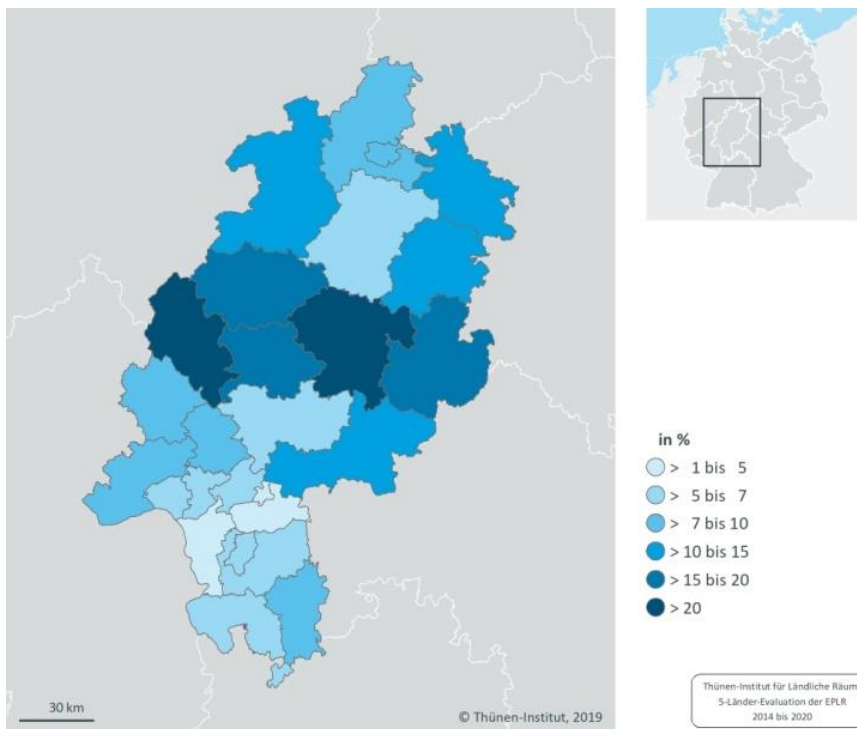 in %
> 1 bis 5
> 5 bis 7
> 7 bis 10
> 10 bis 15
> 15 bis 20
> 20
30 km
© Thünen-Institut, 2019
Thünen-Institut für Ländliche Räum
5-Länder-Evaluation der EPLR
2014 bis 2020